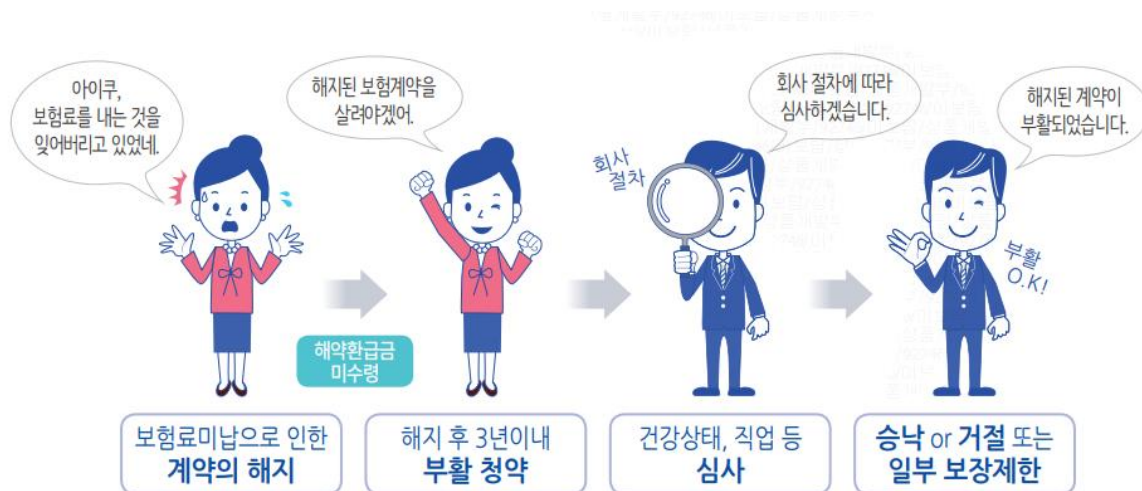 아이쿠,
보험료를 내는 것을
잊어버리고 있었네.
해지된 보험계약을
살려야겠어.
회사 절차에 따라
심사하겠습니다.
해지된 계약이
부활되었습니다.
회사
절차
부활
O.K!
해약환급금
미수령
보험료미납으로 인한
계약의 해지
해지 후 3년이내
부활 청약
건강상태, 직업 등
심사
승낙 or 거절 또는
일부 보장제한